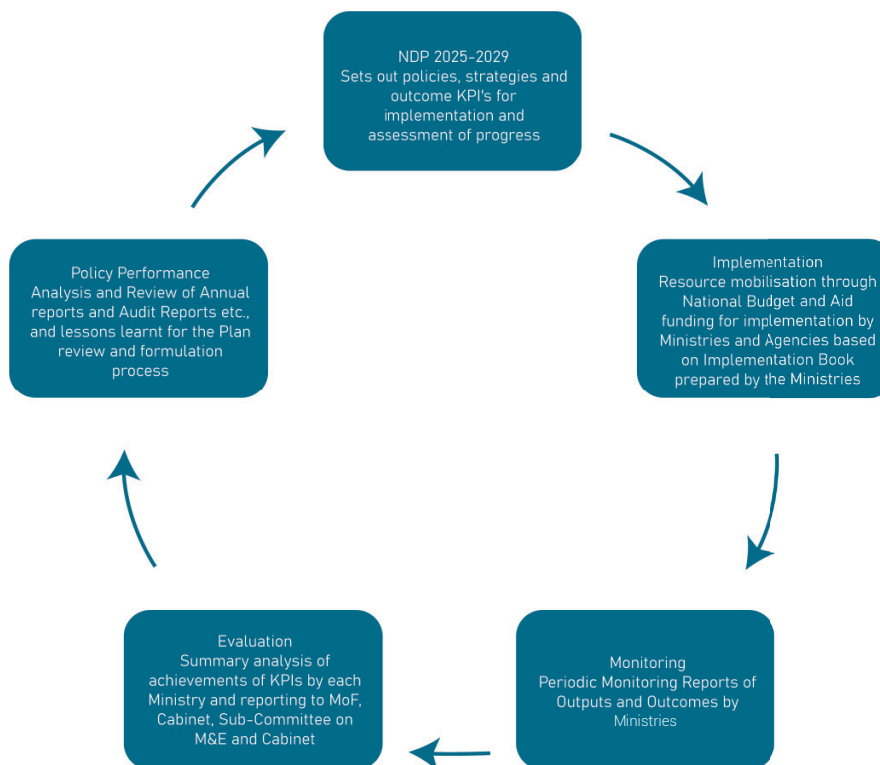 NDP 2025-2029
Sets out policies, strategies and
outcome KPI's for
implementation and
assessment of progress
Implementation
Resource mobilisation through
National Budget and Aid
funding for implementation by
Ministries and Agencies based
on Implementation Book
prepared by the Ministries
Monitoring
Periodic Monitoring Reports of
Outputs and Outcomes by
Ministries
Evaluation
Summary analysis of
achievements of KPIs by each
Ministry and reporting to MoF,
Cabinet, Sub-Committee on
M&E and Cabinet
Policy Performance
Analysis and Review of Annual
reports and Audit Reports etc.,
and lessons learnt for the Plan
review and formulation
process